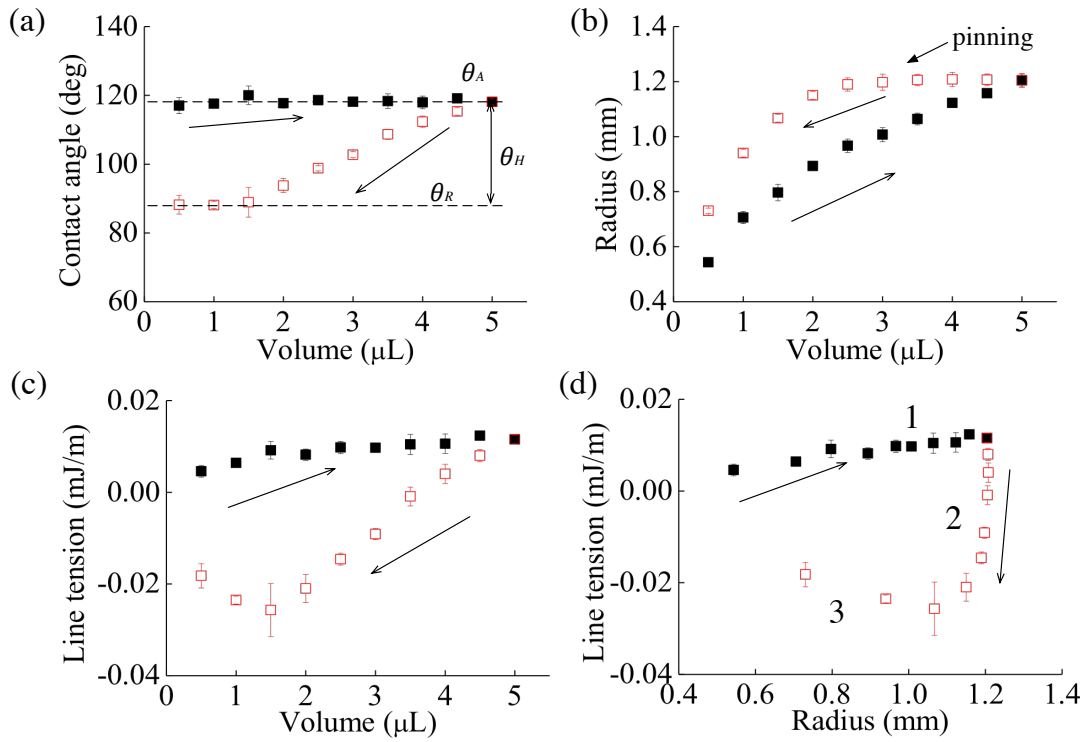 (a)
Contact angle (deg)
140
120
100
80
60
θA
θH
θR
0 1 2 3 4 5
Volume (μL)
(b)
Radius (mm)
1.4
1.2
1.0
0.8
0.6
0.4
pinning
1 2 3 4 5
Volume (μL)
(c)
Line tension (mJ/m)
0.02
0.00
-0.02
-0.04
0 1 2 3 4 5
Volume (μL)
(d)
Line tension (mJ/m)
0.02
0.00
-0.02
-0.04
1
2
3
0.4 0.6 0.8 1.0 1.2 1.4
Radius (mm)